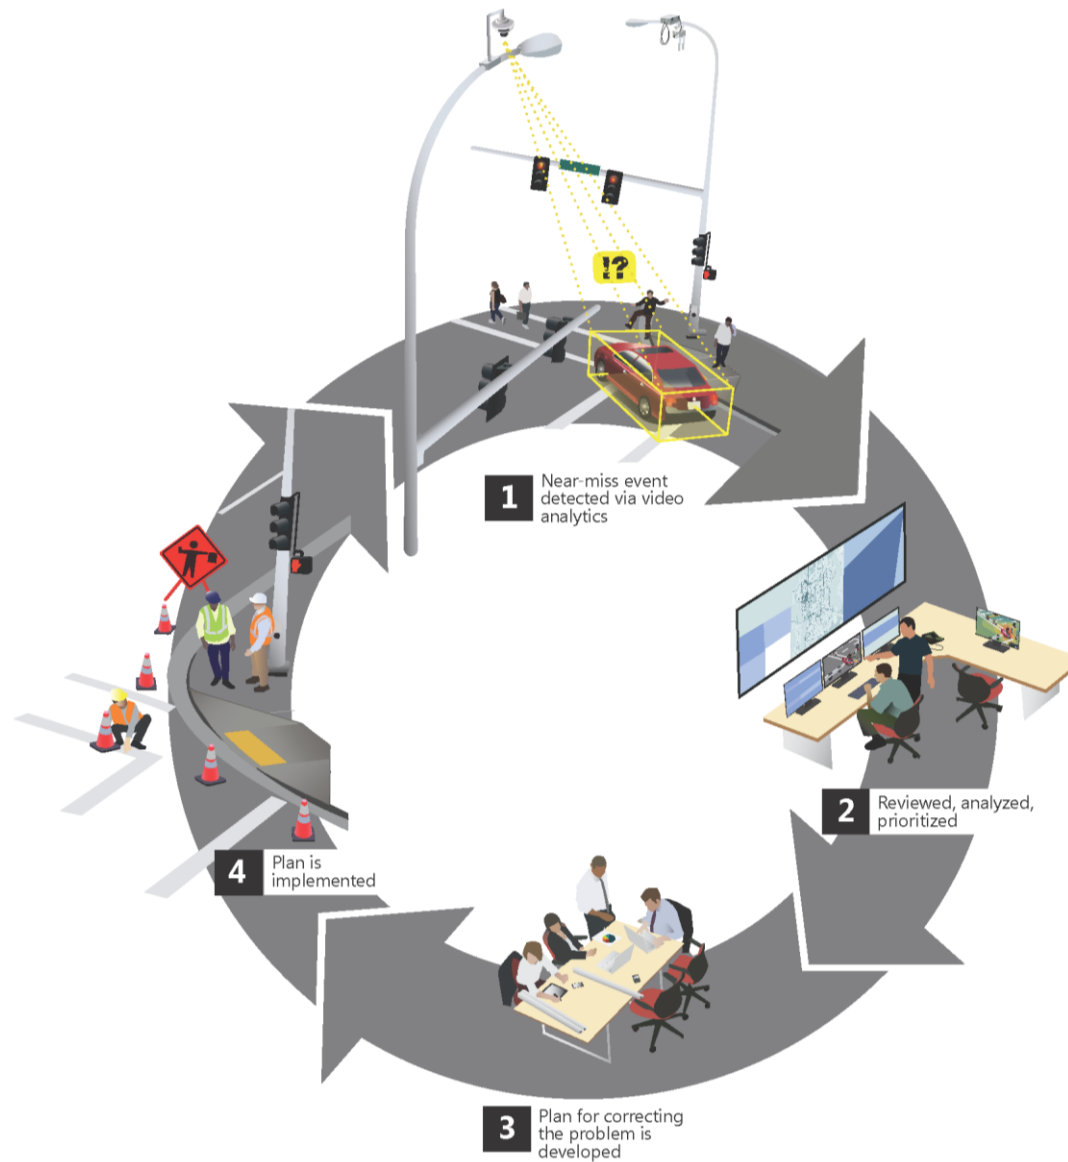 !?
1
Near-miss event
detected via video
analytics
2
Reviewed, analyzed,
prioritized
3
Plan for correcting
the problem is
developed
4
Plan is
implemented